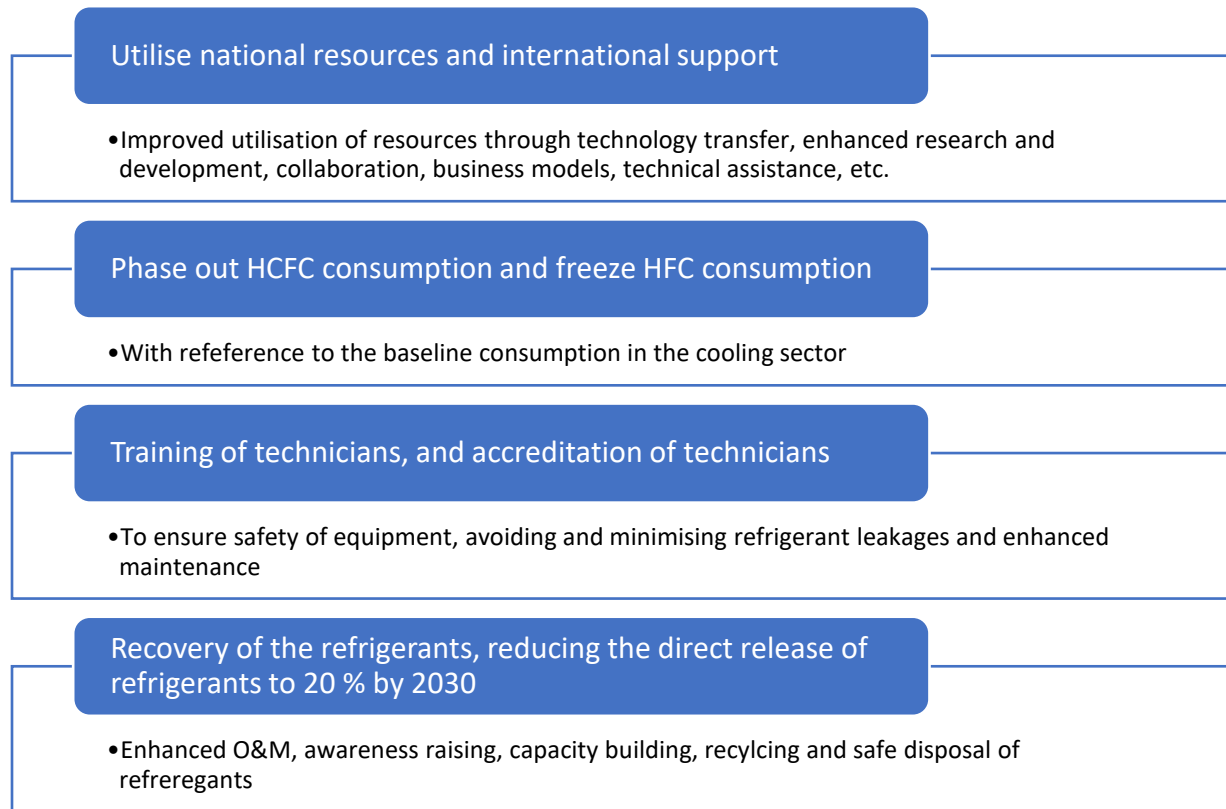 Utilise national resources and international support
•Improved utilisation of resources through technology transfer, enhanced research and
development, collaboration, business models, technical assistance, etc.
Phase out HCFC consumption and freeze HFC consumption
•With refeference to the baseline consumption in the cooling sector
Training of technicians, and accreditation of technicians
•To ensure safety of equipment, avoiding and minimising refrigerant leakages and enhanced
maintenance
Recovery of the refrigerants, reducing the direct release of
refrigerants to 20 % by 2030
•Enhanced O&M, awareness raising, capacity building, recylcing and safe disposal of
refreregants